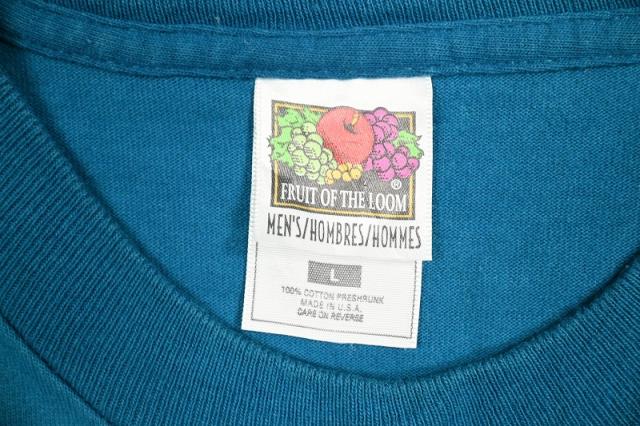 FRUIT OF THE LOOM ®
MEN'S/HOMBRES/HOMMES
L
100% COTTON PRESHRUNK
MADE IN U.S.A.
CARE ON REVERSE